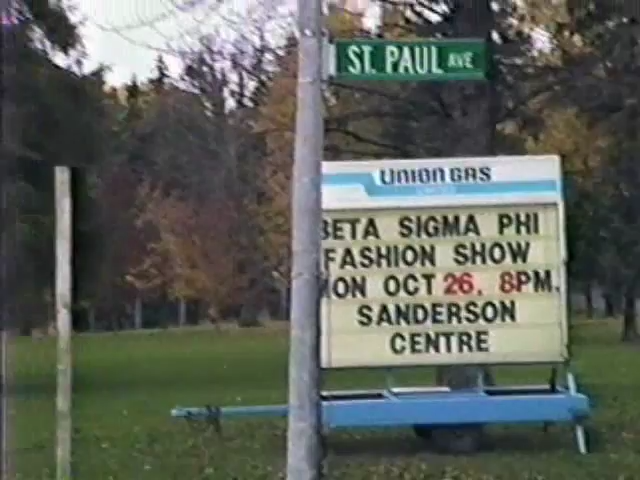 ST. PAUL AVE
UNION GAS
BETA SIGMA PHI
FASHION SHOW
MON OCT 26, 8PM.
SANDERSON
CENTRE